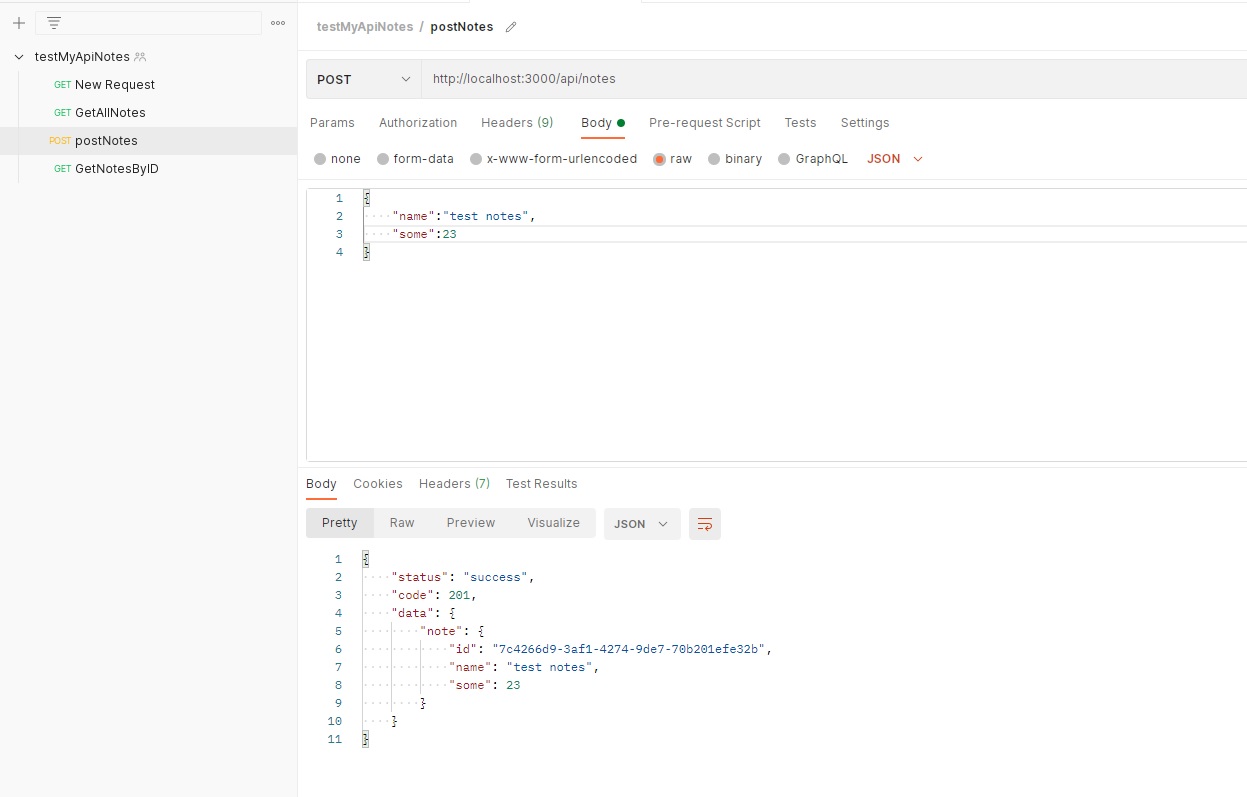 testMyApiNotes
GET New Request
GET GetAllNotes
POST postNotes
GET GetNotesByID
testMyApiNotes / postNotes
POST http://localhost:3000/api/notes
Params Authorization Headers (9) Body Pre-request Script Tests Settings
none form-data x-www-form-urlencoded raw binary GraphQL JSON
1 {
2 "name":"test notes",
3 "some":23
4 }
Body Cookies Headers (7) Test Results
Pretty Raw Preview Visualize JSON
1 {
2 "status": "success",
3 "code": 201,
4 "data": {
5 "note": {
6 "id": "7c4266d9-3af1-4274-9de7-70b201efe32b",
7 "name": "test notes",
8 "some": 23
9 }
10 }
11 }